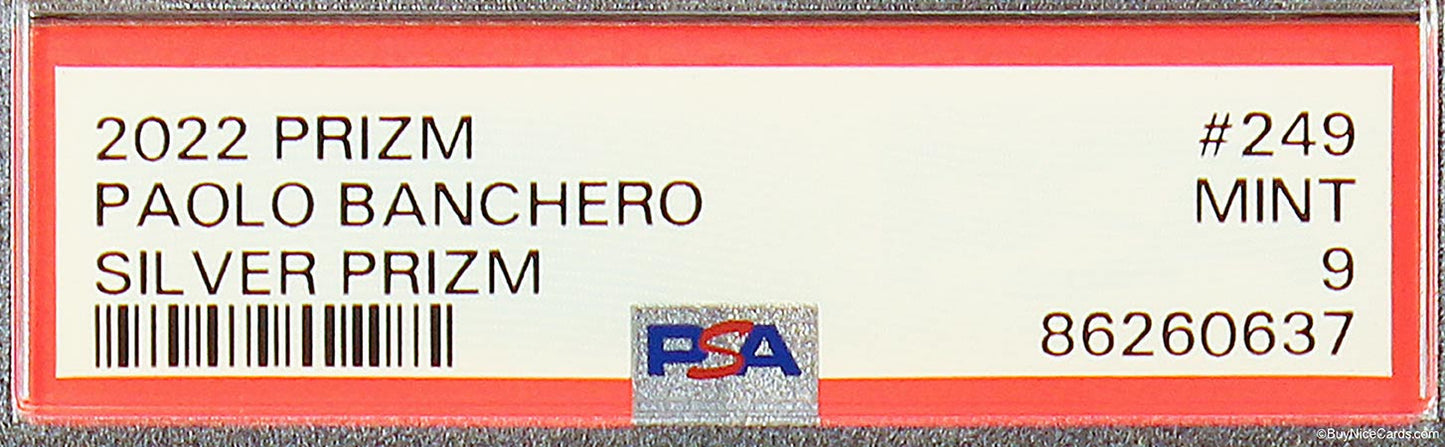 2022 PRIZM #249
PAOLO BANCHERO MINT
SILVER PRIZM 9
86260637
PSA
©BuyNiceCards.com